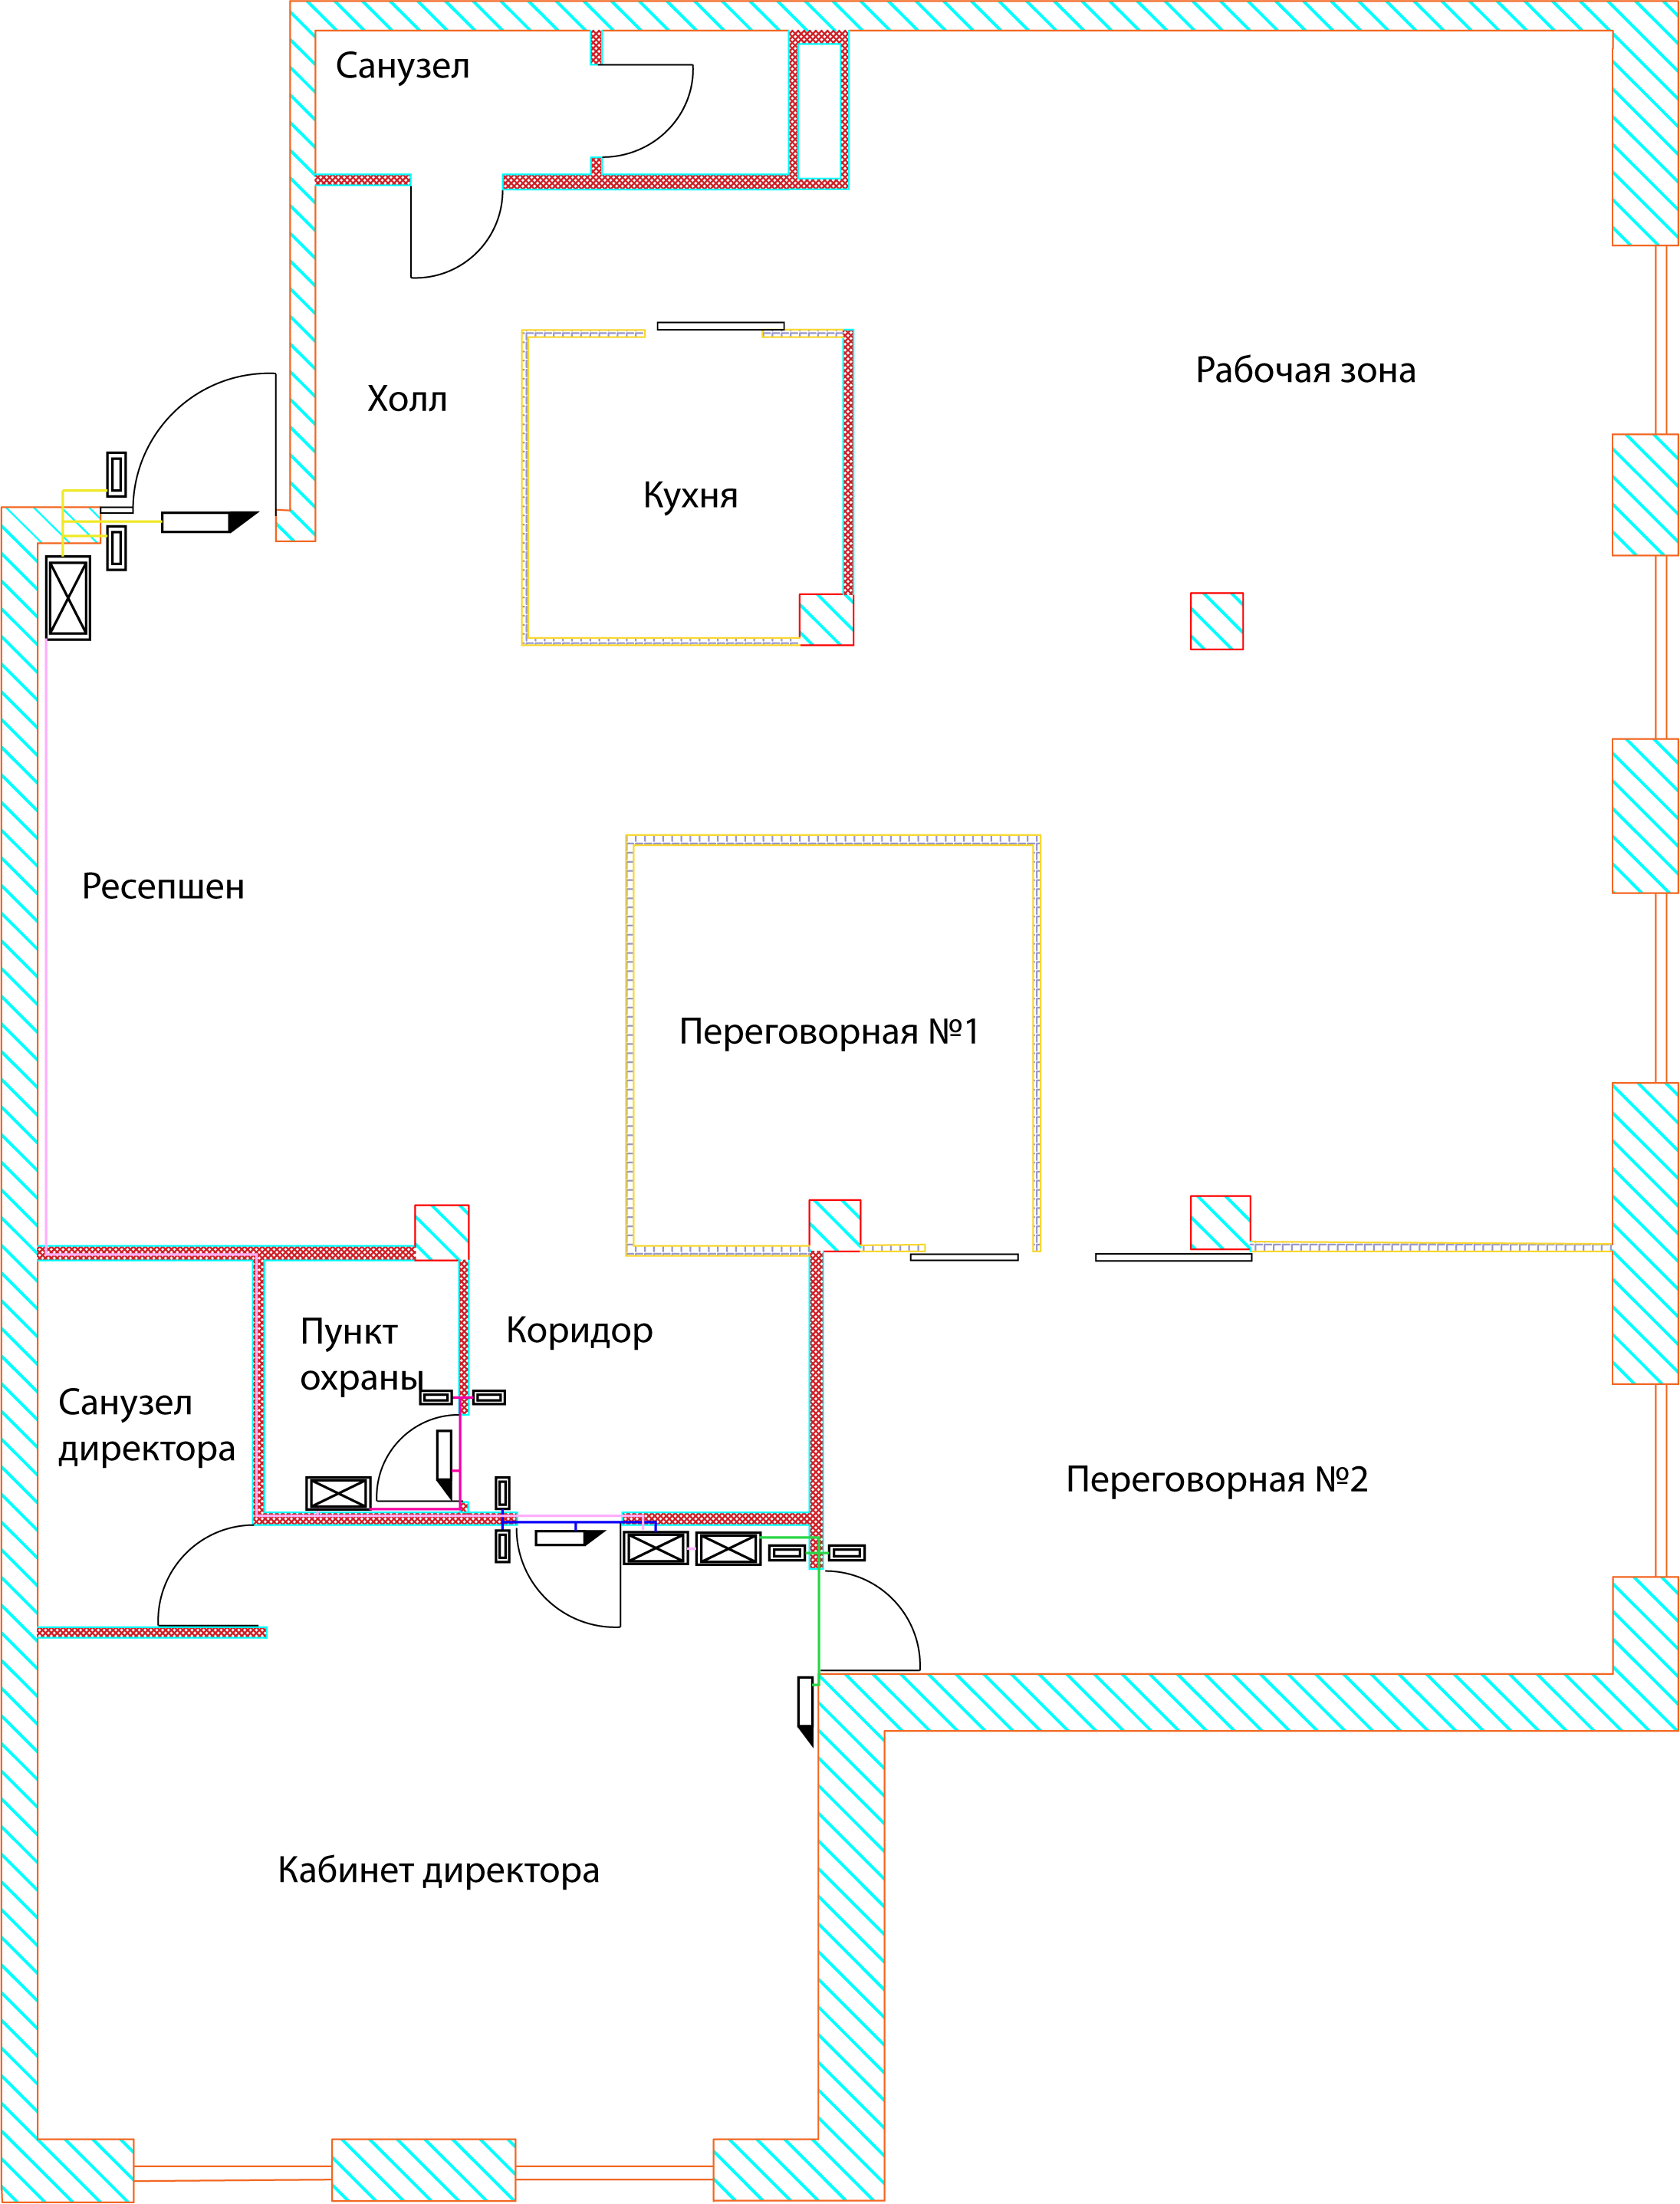 Санузел
Холл
Рабочая зона
Кухня
Ресепшен
Переговорная №1
Пункт
охраны
Коридор
Санузел
директора
Переговорная №2
Кабинет директора